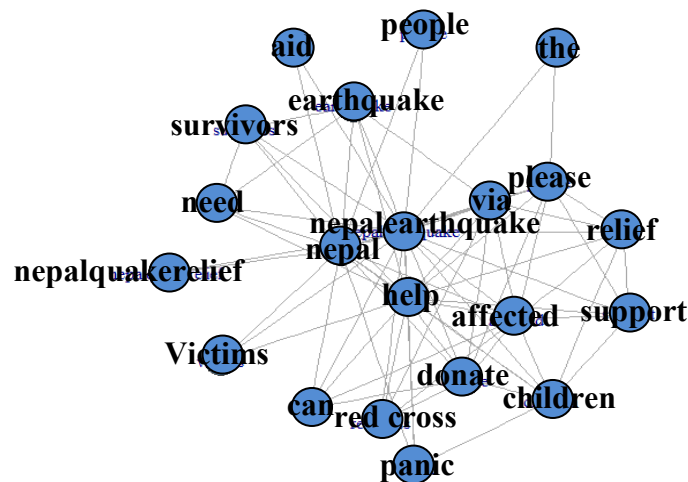 people
aid
the
earthquake
survivors
please
via
need
nepalearthquake
relief
nepal
nepalquakerelief
help
affected
support
Victims
donate
children
can
red cross
panic